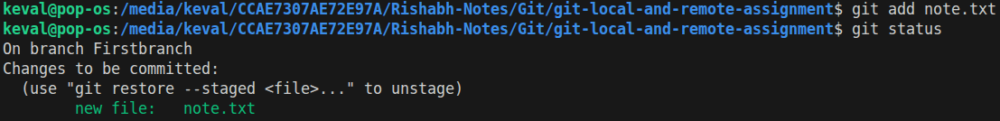 keval@pop-os:/media/keval/CCAE7307AE72E97A/Rishabh-Notes/Git/git-local-and-remote-assignment$ git add note.txt
keval@pop-os:/media/keval/CCAE7307AE72E97A/Rishabh-Notes/Git/git-local-and-remote-assignment$ git status
On branch Firstbranch
Changes to be committed:
  (use "git restore --staged <file>..." to unstage)
        new file:   note.txt